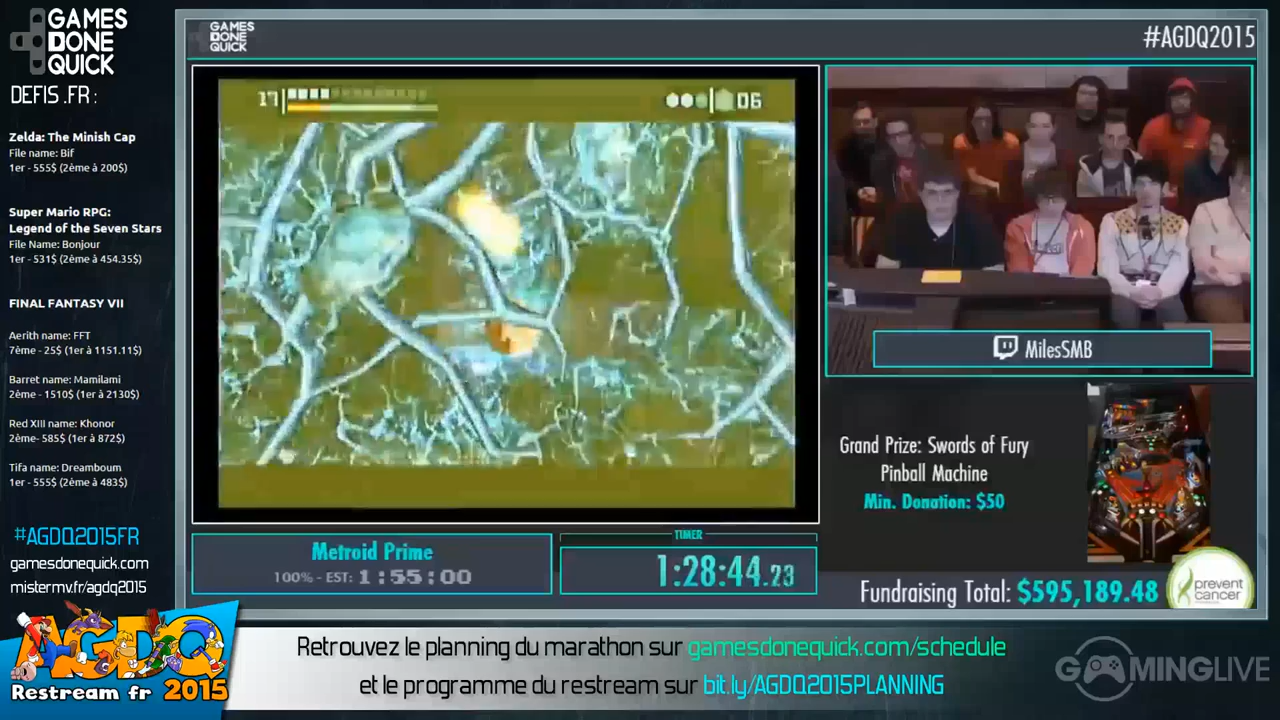 GAMES
DONE
QUICK
DEFIS .FR :
Zelda: The Minish Cap
File name: Bif
1er - 555$ (2ème à 200$)
Super Mario RPG:
Legend of the Seven Stars
File Name: Bonjour
1er - 531$ (2ème à 454.35$)
FINAL FANTASY VII
Aerith name: FFT
7ème - 25$ (1er à 1151.11$)
Barret name: Mamilami
2ème - 1510$ (1er à 2130$)
Red XIII name: Khonor
2ème- 585$ (1er à 872$)
Tifa name: Dreamboum
1er - 555$ (2ème à 483$)
#AGDQ2015FR
gamesdonequick.com
mistermv.fr/agdq2015
AGDQ
Restream fr 2015
GAMES
DONE
QUICK
#AGDQ2015
17
06
MilesSMB
Grand Prize: Swords of Fury
Pinball Machine
Min. Donation: $50
Metroid Prime
100% - EST: 1:55:00
TIMER
1:28:44.23
Fundraising Total: $595,189.48
prevent
cancer
Retrouvez le planning du marathon sur gamesdonequick.com/schedule
et le programme du restream sur bit.ly/AGDQ2015PLANNING
GAMINGLIVE